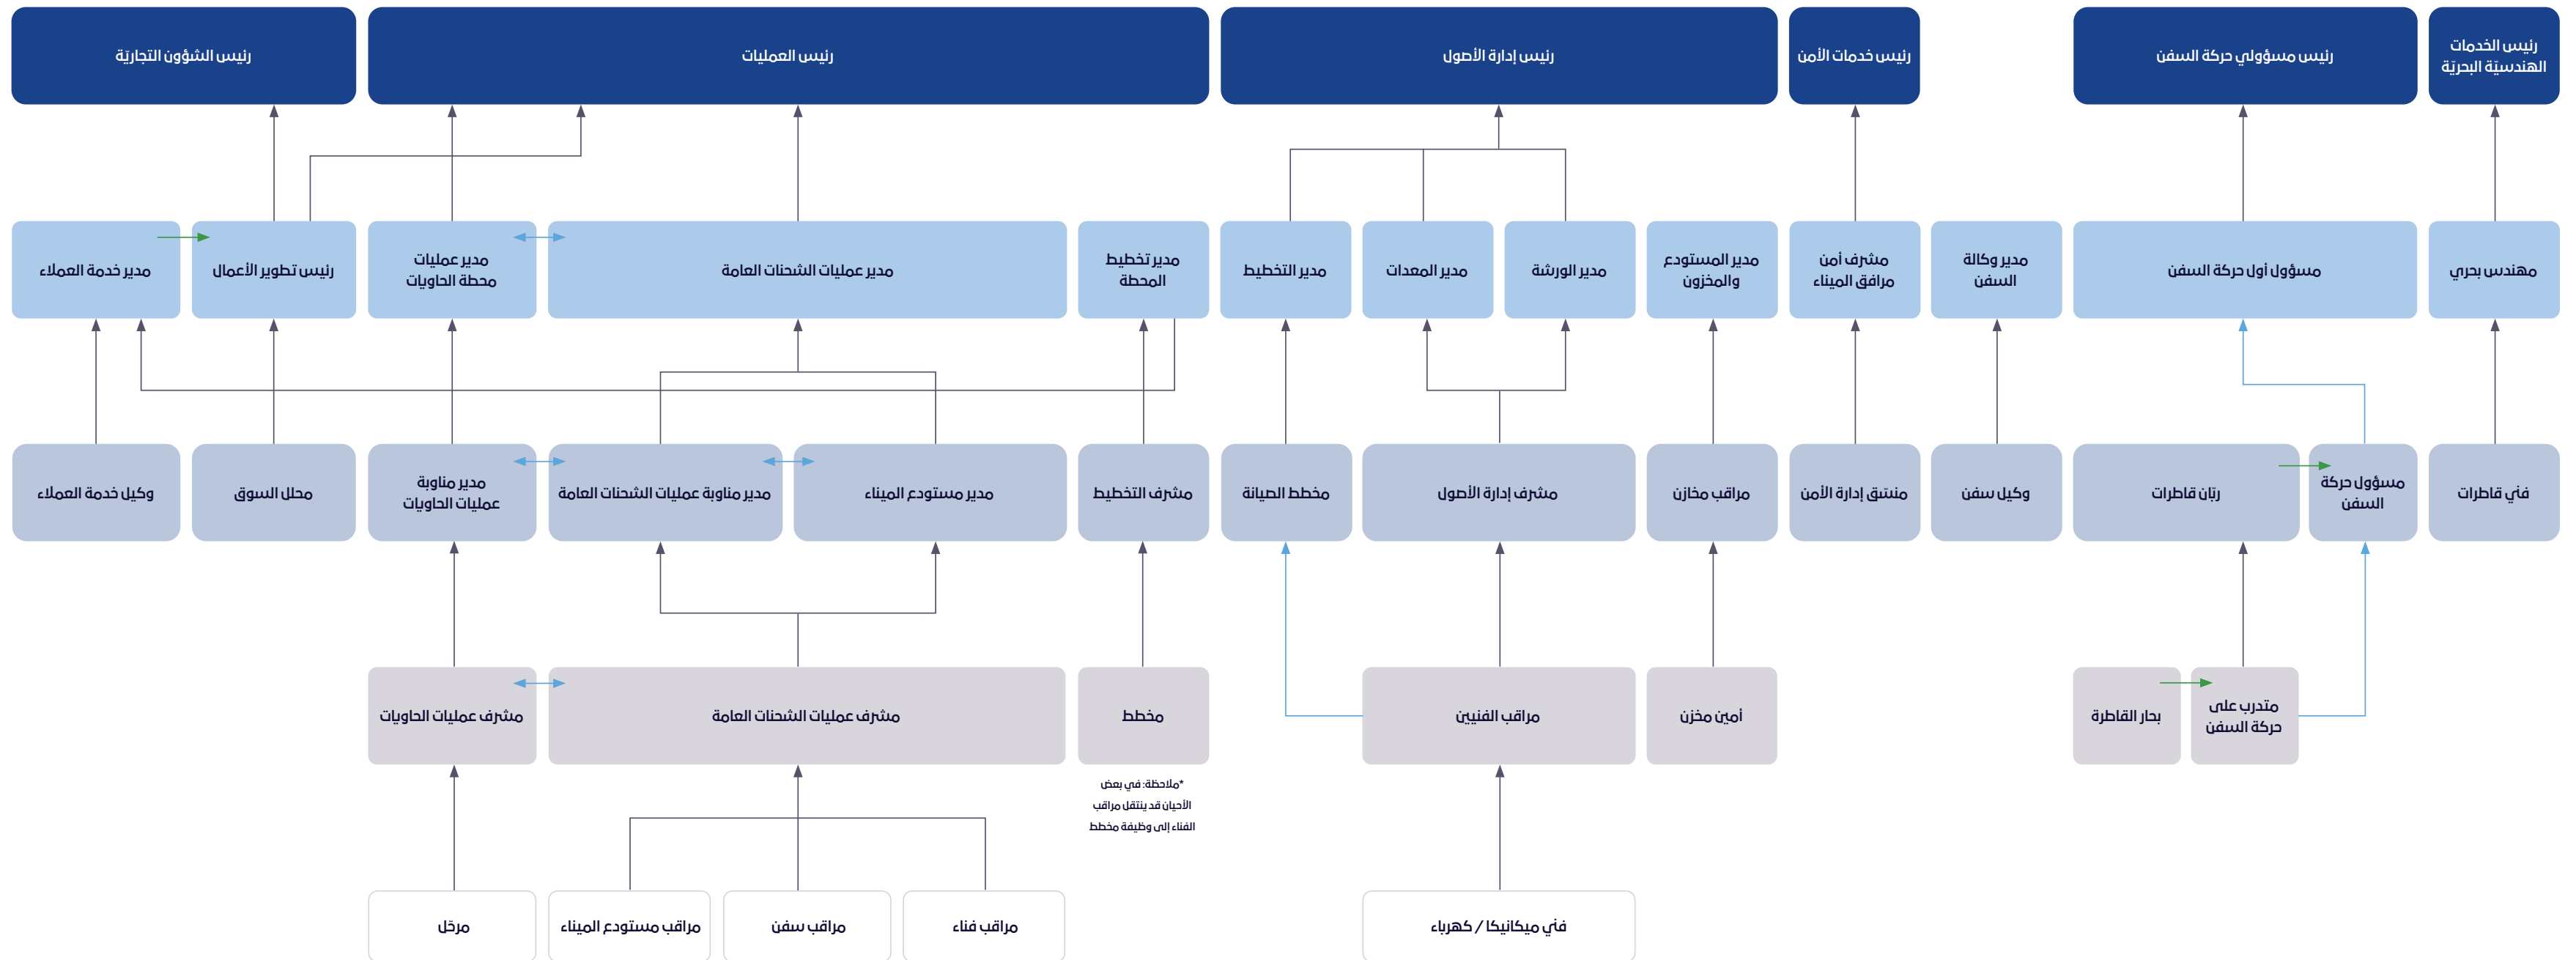 رئيس الخدمات
الهندسيّة البحريّة
رئيس مسؤولي حركة السفن
رئيس خدمات الأمن
رئيس إدارة الأصول
رئيس العمليات
رئيس الشؤون التجاريّة
مهندس بحري
مسؤول أول حركة السفن
مدير وكالة
السفن
مشرف أمن
مرافق الميناء
مدير المستودع
والمخزون
مدير الورشة
مدير المعدات
مدير التخطيط
مدير تخطيط
المحطة
مدير عمليات الشحنات العامة
مدير عمليات
محطة الحاويات
رئيس تطوير الأعمال
مدير خدمة العملاء
فنّي قاطرات
مسؤول حركة
السفن
ربّان قاطرات
وكيل سفن
منسّق إدارة الأمن
مراقب مخازن
مشرف إدارة الأصول
مخطط الصيانة
مشرف التخطيط
مدير مستودع الميناء
مدير مناوبة عمليات الشحنات العامة
مدير مناوبة
عمليات الحاويات
محلل السوق
وكيل خدمة العملاء
متدرب على
حركة السفن
بحار القاطرة
أمين مخزن
مراقب الفنيين
مخطط
مشرف عمليات الشحنات العامة
مشرف عمليات الحاويات
*ملاحظة: في بعض
الأحيان قد ينتقل مراقب
الفناء إلى وظيفة مخطط
فنّي ميكانيكا / كهرباء
مراقب فناء
مراقب سفن
مراقب مستودع الميناء
مرحّل